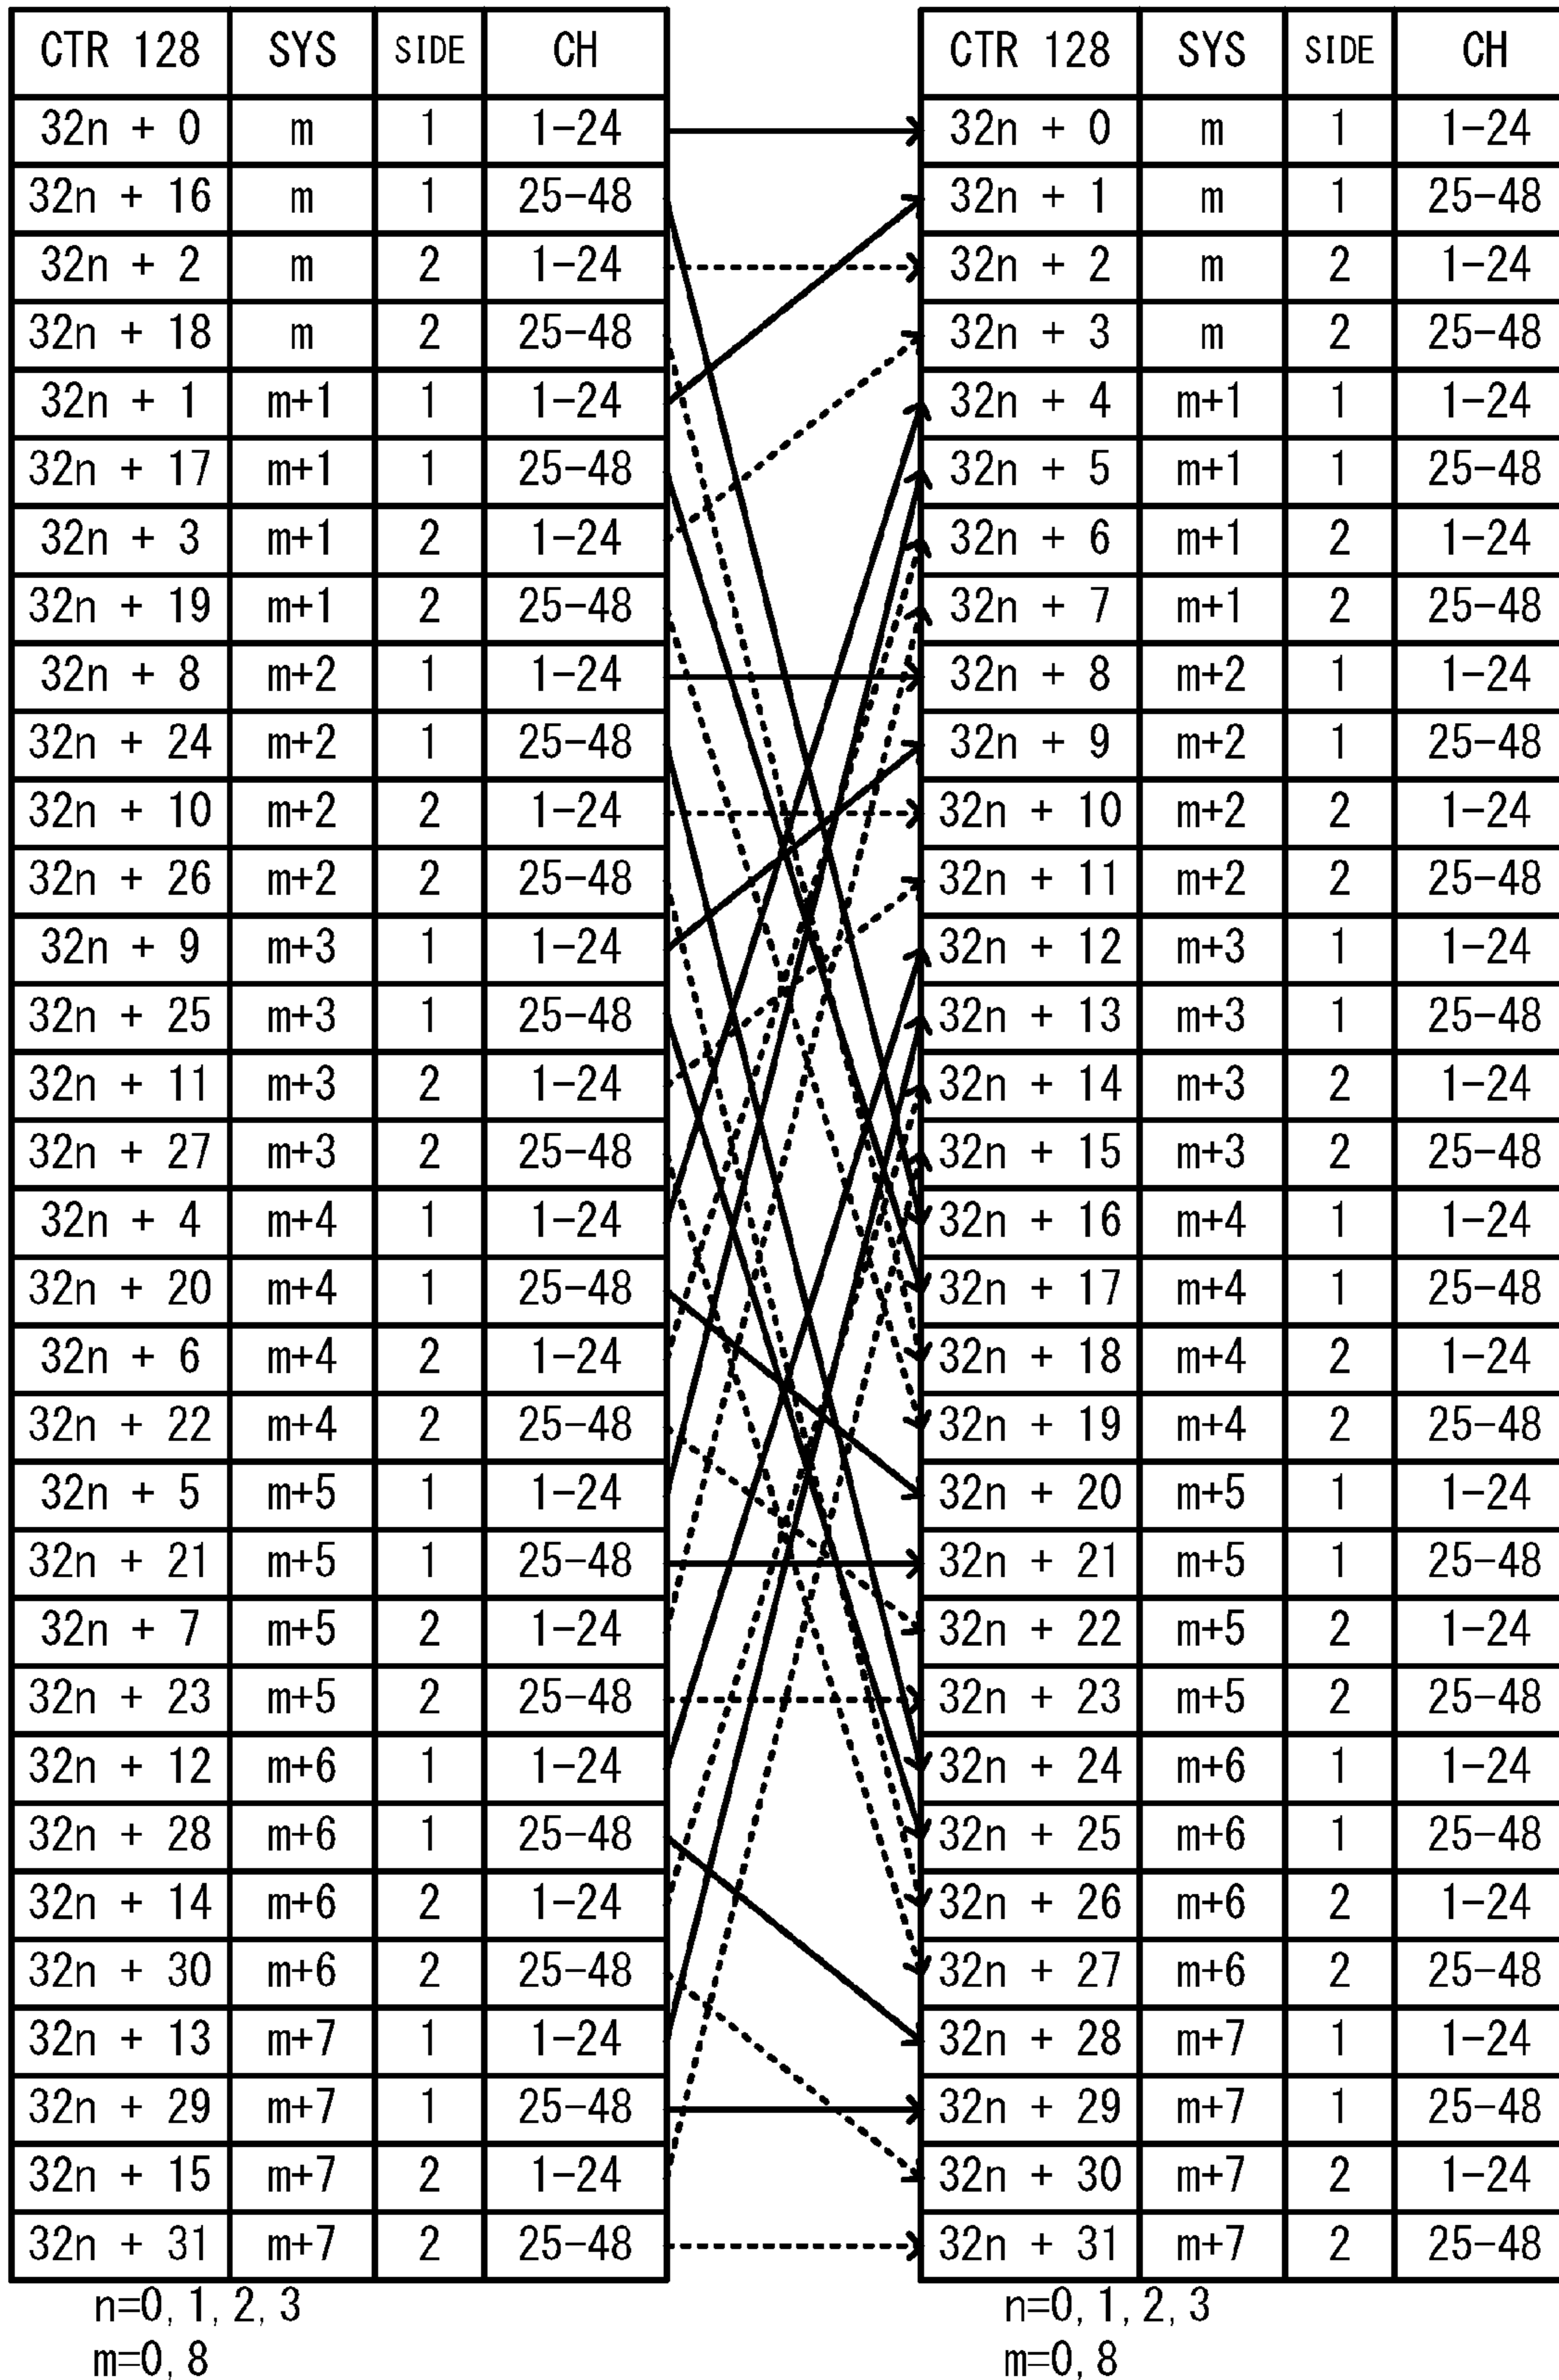 CTR 128 SYS SIDE CH CTR 128 SYS SIDE CH
32n + 0 m 1 1-24 32n + 0 m 1 1-24
32n + 16 m 1 25-48 32n + 1 m 1 25-48
32n + 2 m 2 1-24 32n + 2 m 2 1-24
32n + 18 m 2 25-48 32n + 3 m 2 25-48
32n + 1 m+1 1 1-24 32n + 4 m+1 1 1-24
32n + 17 m+1 1 25-48 32n + 5 m+1 1 25-48
32n + 3 m+1 2 1-24 32n + 6 m+1 2 1-24
32n + 19 m+1 2 25-48 32n + 7 m+1 2 25-48
32n + 8 m+2 1 1-24 32n + 8 m+2 1 1-24
32n + 24 m+2 1 25-48 32n + 9 m+2 1 25-48
32n + 10 m+2 2 1-24 32n + 10 m+2 2 1-24
32n + 26 m+2 2 25-48 32n + 11 m+2 2 25-48
32n + 9 m+3 1 1-24 32n + 12 m+3 1 1-24
32n + 25 m+3 1 25-48 32n + 13 m+3 1 25-48
32n + 11 m+3 2 1-24 32n + 14 m+3 2 1-24
32n + 27 m+3 2 25-48 32n + 15 m+3 2 25-48
32n + 4 m+4 1 1-24 32n + 16 m+4 1 1-24
32n + 20 m+4 1 25-48 32n + 17 m+4 1 25-48
32n + 6 m+4 2 1-24 32n + 18 m+4 2 1-24
32n + 22 m+4 2 25-48 32n + 19 m+4 2 25-48
32n + 5 m+5 1 1-24 32n + 20 m+5 1 1-24
32n + 21 m+5 1 25-48 32n + 21 m+5 1 25-48
32n + 7 m+5 2 1-24 32n + 22 m+5 2 1-24
32n + 23 m+5 2 25-48 32n + 23 m+5 2 25-48
32n + 12 m+6 1 1-24 32n + 24 m+6 1 1-24
32n + 28 m+6 1 25-48 32n + 25 m+6 1 25-48
32n + 14 m+6 2 1-24 32n + 26 m+6 2 1-24
32n + 30 m+6 2 25-48 32n + 27 m+6 2 25-48
32n + 13 m+7 1 1-24 32n + 28 m+7 1 1-24
32n + 29 m+7 1 25-48 32n + 29 m+7 1 25-48
32n + 15 m+7 2 1-24 32n + 30 m+7 2 1-24
32n + 31 m+7 2 25-48 32n + 31 m+7 2 25-48
n=0, 1, 2, 3 n=0, 1, 2, 3
m=0, 8 m=0, 8